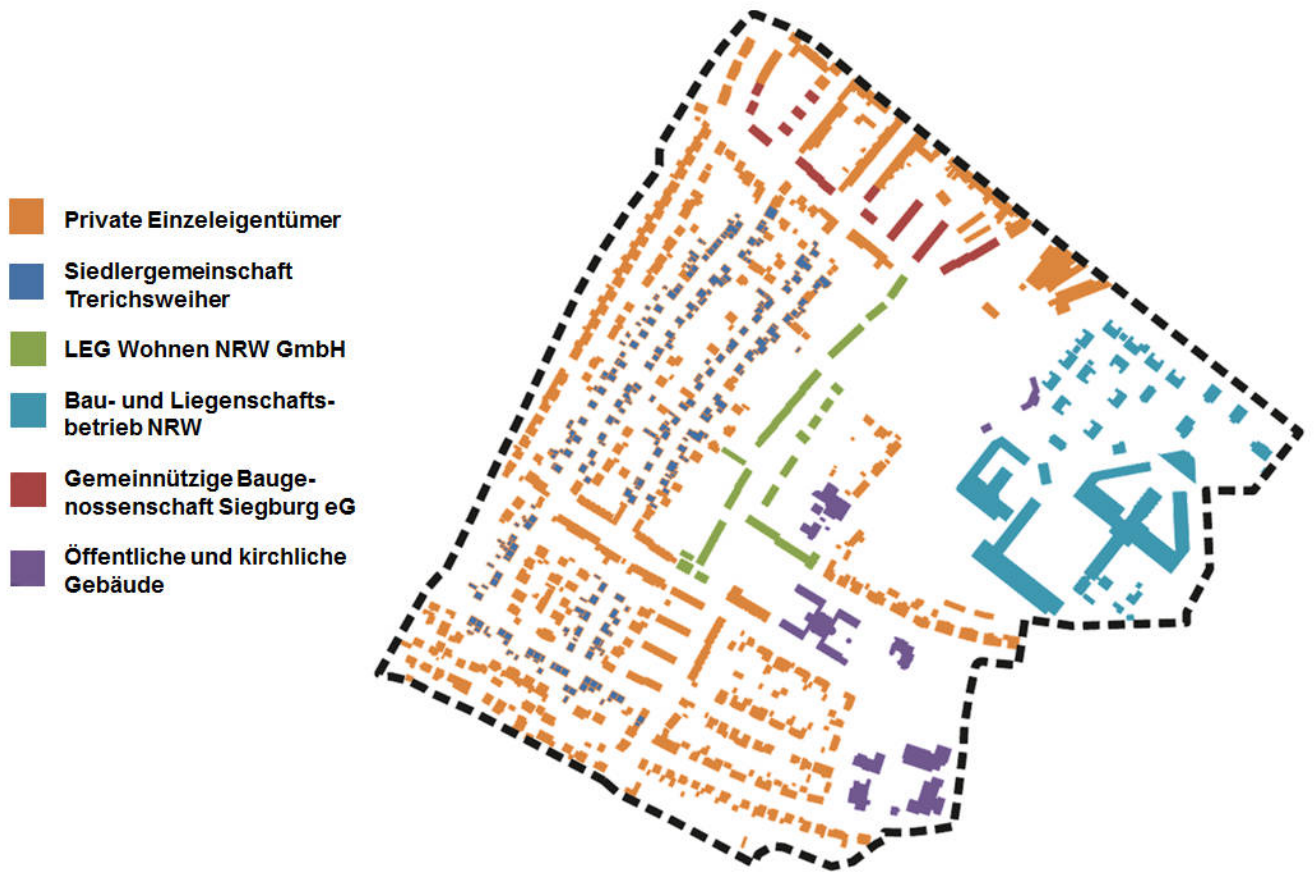 Private Einzeleigentümer
Siedlergemeinschaft
Trerichsweiher
LEG Wohnen NRW GmbH
Bau- und Liegenschafts-
betrieb NRW
Gemeinnützige Bauge-
nossenschaft Siegburg eG
Öffentliche und kirchliche
Gebäude